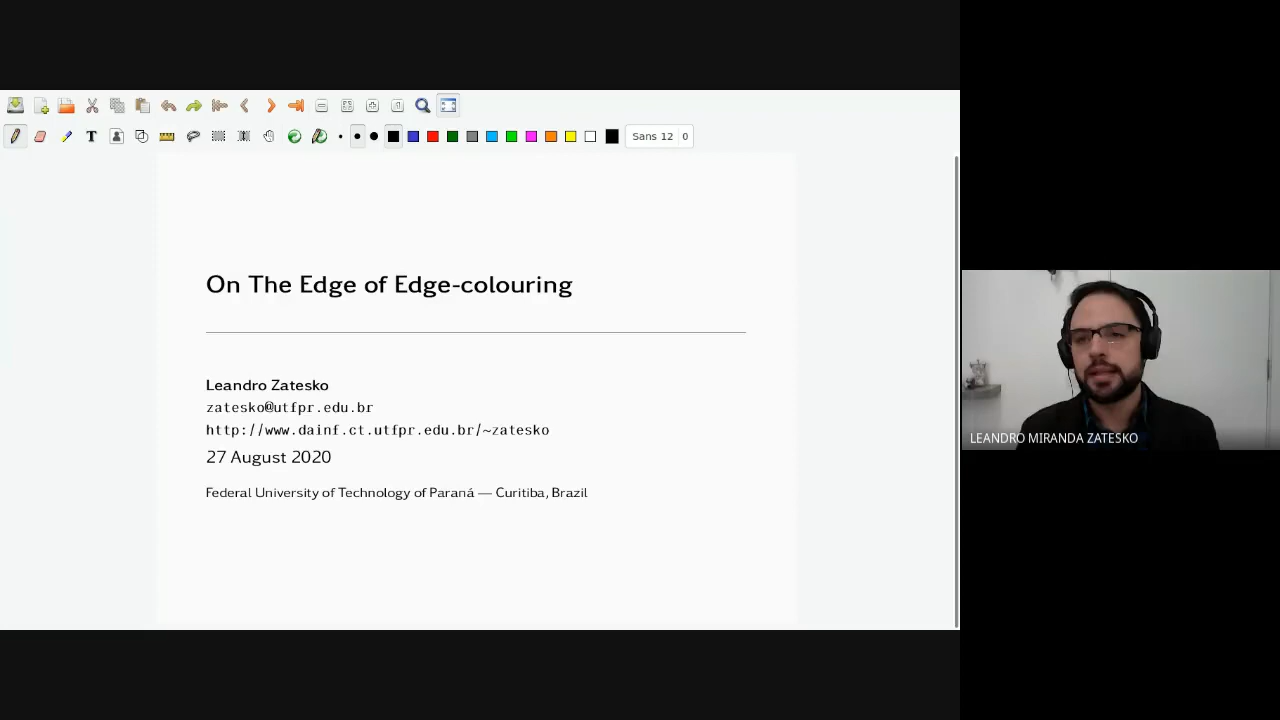 T
Sans 12 0
On The Edge of Edge-colouring
Leandro Zatesko
zatesko@utfpr.edu.br
http://www.dainf.ct.utfpr.edu.br/~zatesko
27 August 2020
Federal University of Technology of Paraná — Curitiba, Brazil
LEANDRO MIRANDA ZATESKO